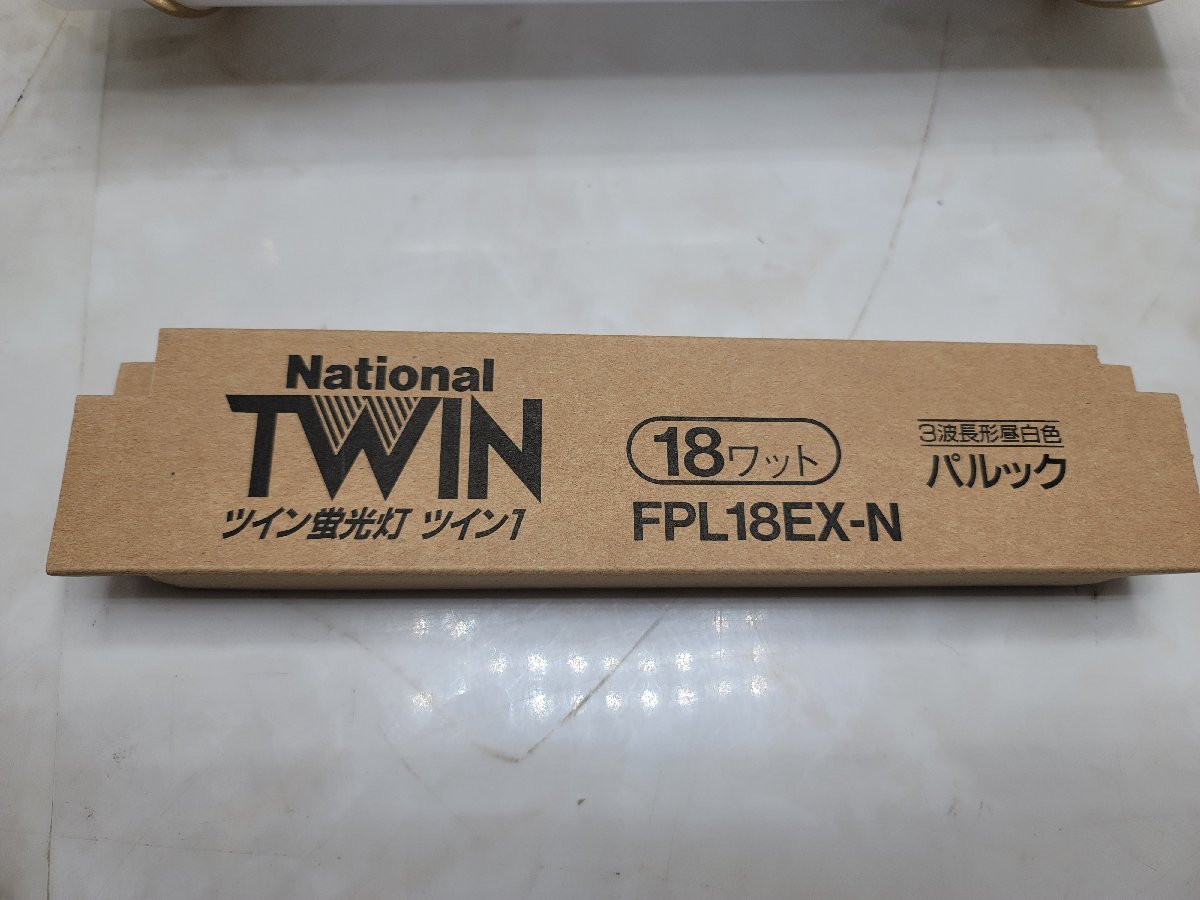 National
TWIN
ツイン蛍光灯 ツイン1
18ワット
FPL18EX-N
3波長形昼白色
パルック